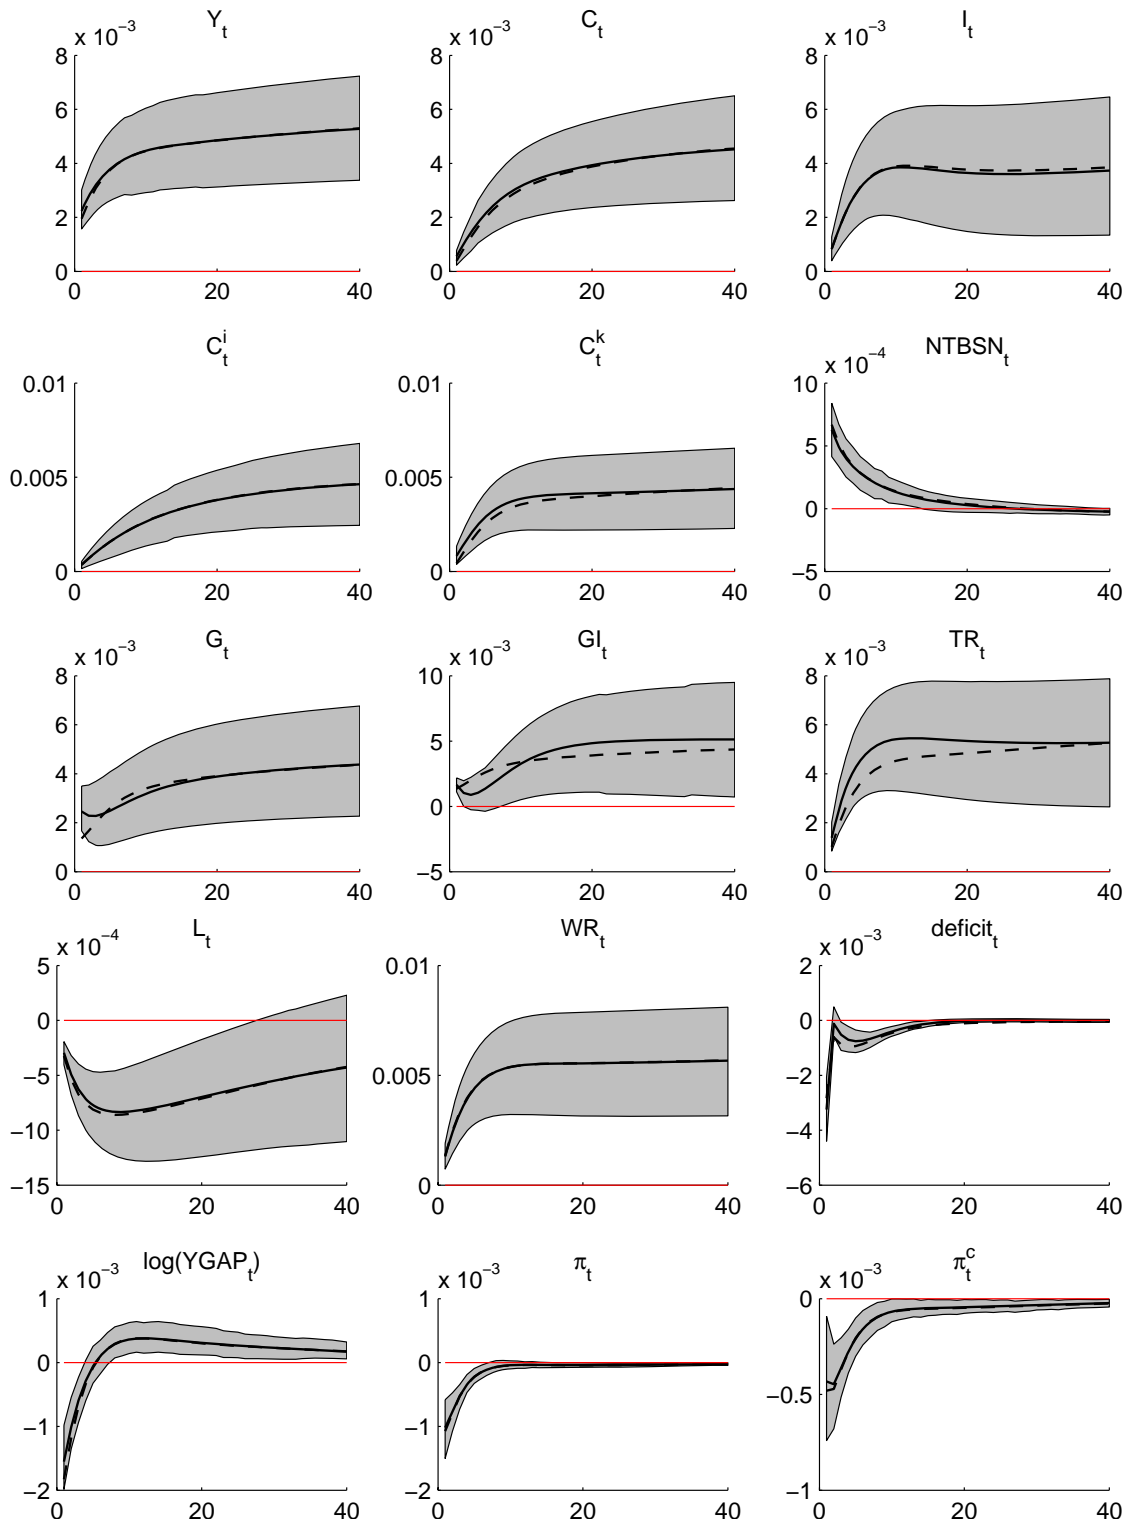 Y_t C_t I_t
x 10^−3 x 10^−3 x 10^−3
8 8 8
6 6 6
4 4 4
2 2 2
0 0 0
0 20 40 0 20 40 0 20 40
C_t^i C_t^k NTBSN_t
x 10^−4
0.01 0.01 10
5
0.005 0.005
0
0 0 −5
0 20 40 0 20 40 0 20 40
G_t GI_t TR_t
x 10^−3 x 10^−3 x 10^−3
8 10 8
6 5 6
4 0 4
2 2
0 −5 0
0 20 40 0 20 40 0 20 40
L_t WR_t deficit_t
x 10^−4 x 10^−3
5 0.01 2
0 0
−5 0.005 −2
−10 −4
−15 0 −6
0 20 40 0 20 40 0 20 40
log(YGAP_t) π_t π_t^c
x 10^−3 x 10^−3 x 10^−3
1 1 0
0 0
−0.5
−1 −1
−2 −2 −1
0 20 40 0 20 40 0 20 40